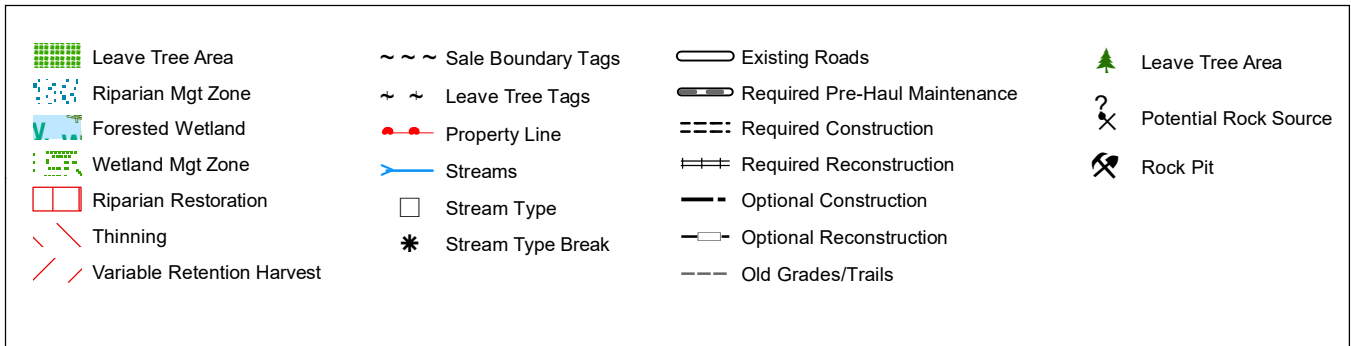 Leave Tree Area
Riparian Mgt Zone
Forested Wetland
Wetland Mgt Zone
Riparian Restoration
Thinning
Variable Retention Harvest
Sale Boundary Tags
Leave Tree Tags
Property Line
Streams
Stream Type
Stream Type Break
Existing Roads
Required Pre-Haul Maintenance
Required Construction
Required Reconstruction
Optional Construction
Optional Reconstruction
Old Grades/Trails
Leave Tree Area
?
Potential Rock Source
Rock Pit